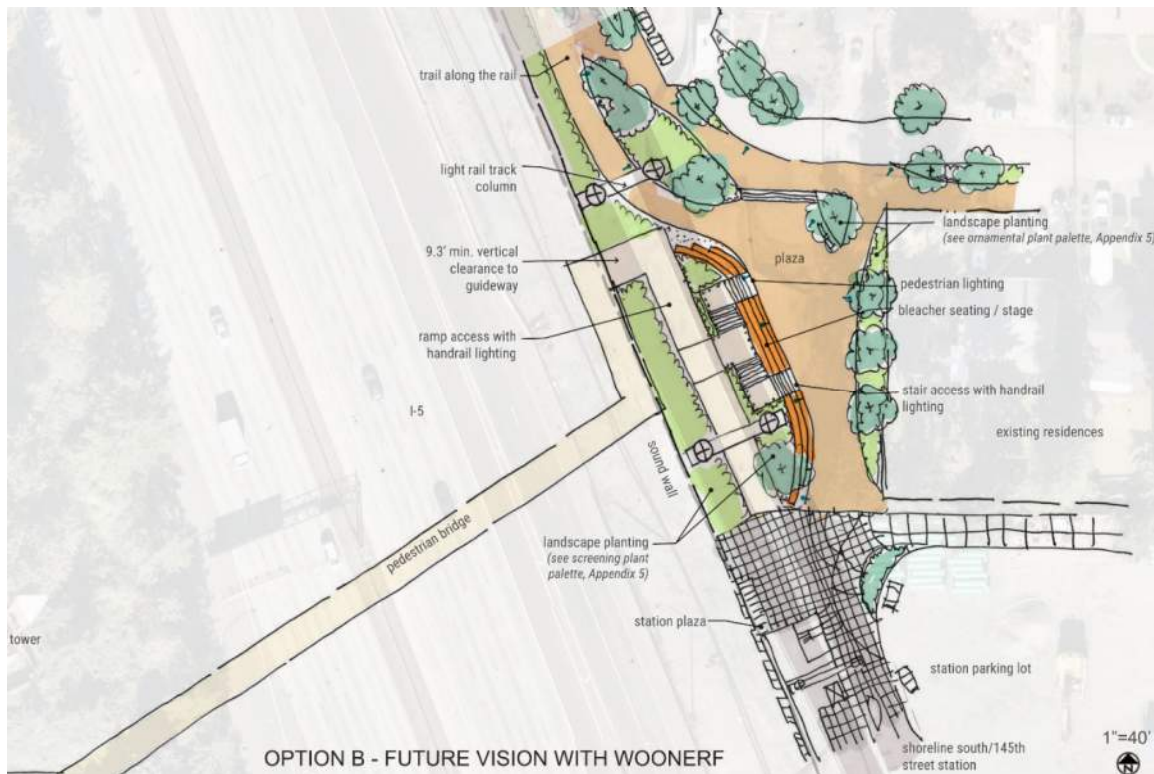 trail along the rail
light rail track
column
9.3' min. vertical
clearance to
guideway
ramp access with
handrail lighting
I-5
sound wall
pedestrian bridge
landscape planting
(see screening plant
palette, Appendix 5)
station plaza
tower
plaza
landscape planting
(see ornamental plant palette, Appendix 5)
pedestrian lighting
bleacher seating / stage
stair access with handrail
lighting
existing residences
station parking lot
shoreline south/145th
street station
1"=40'
N
OPTION B - FUTURE VISION WITH WOONERF